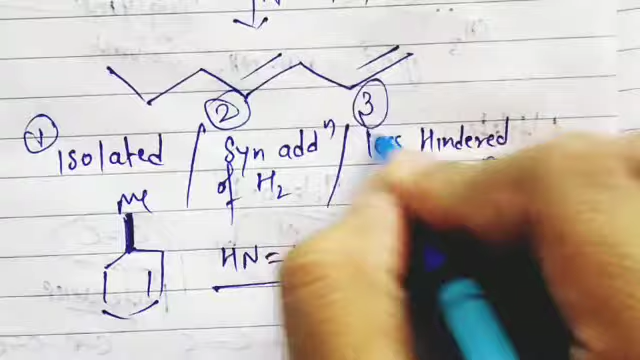 ② ③
① Isolated / Syn addⁿ of H₂ / less Hindered
Me
HN =